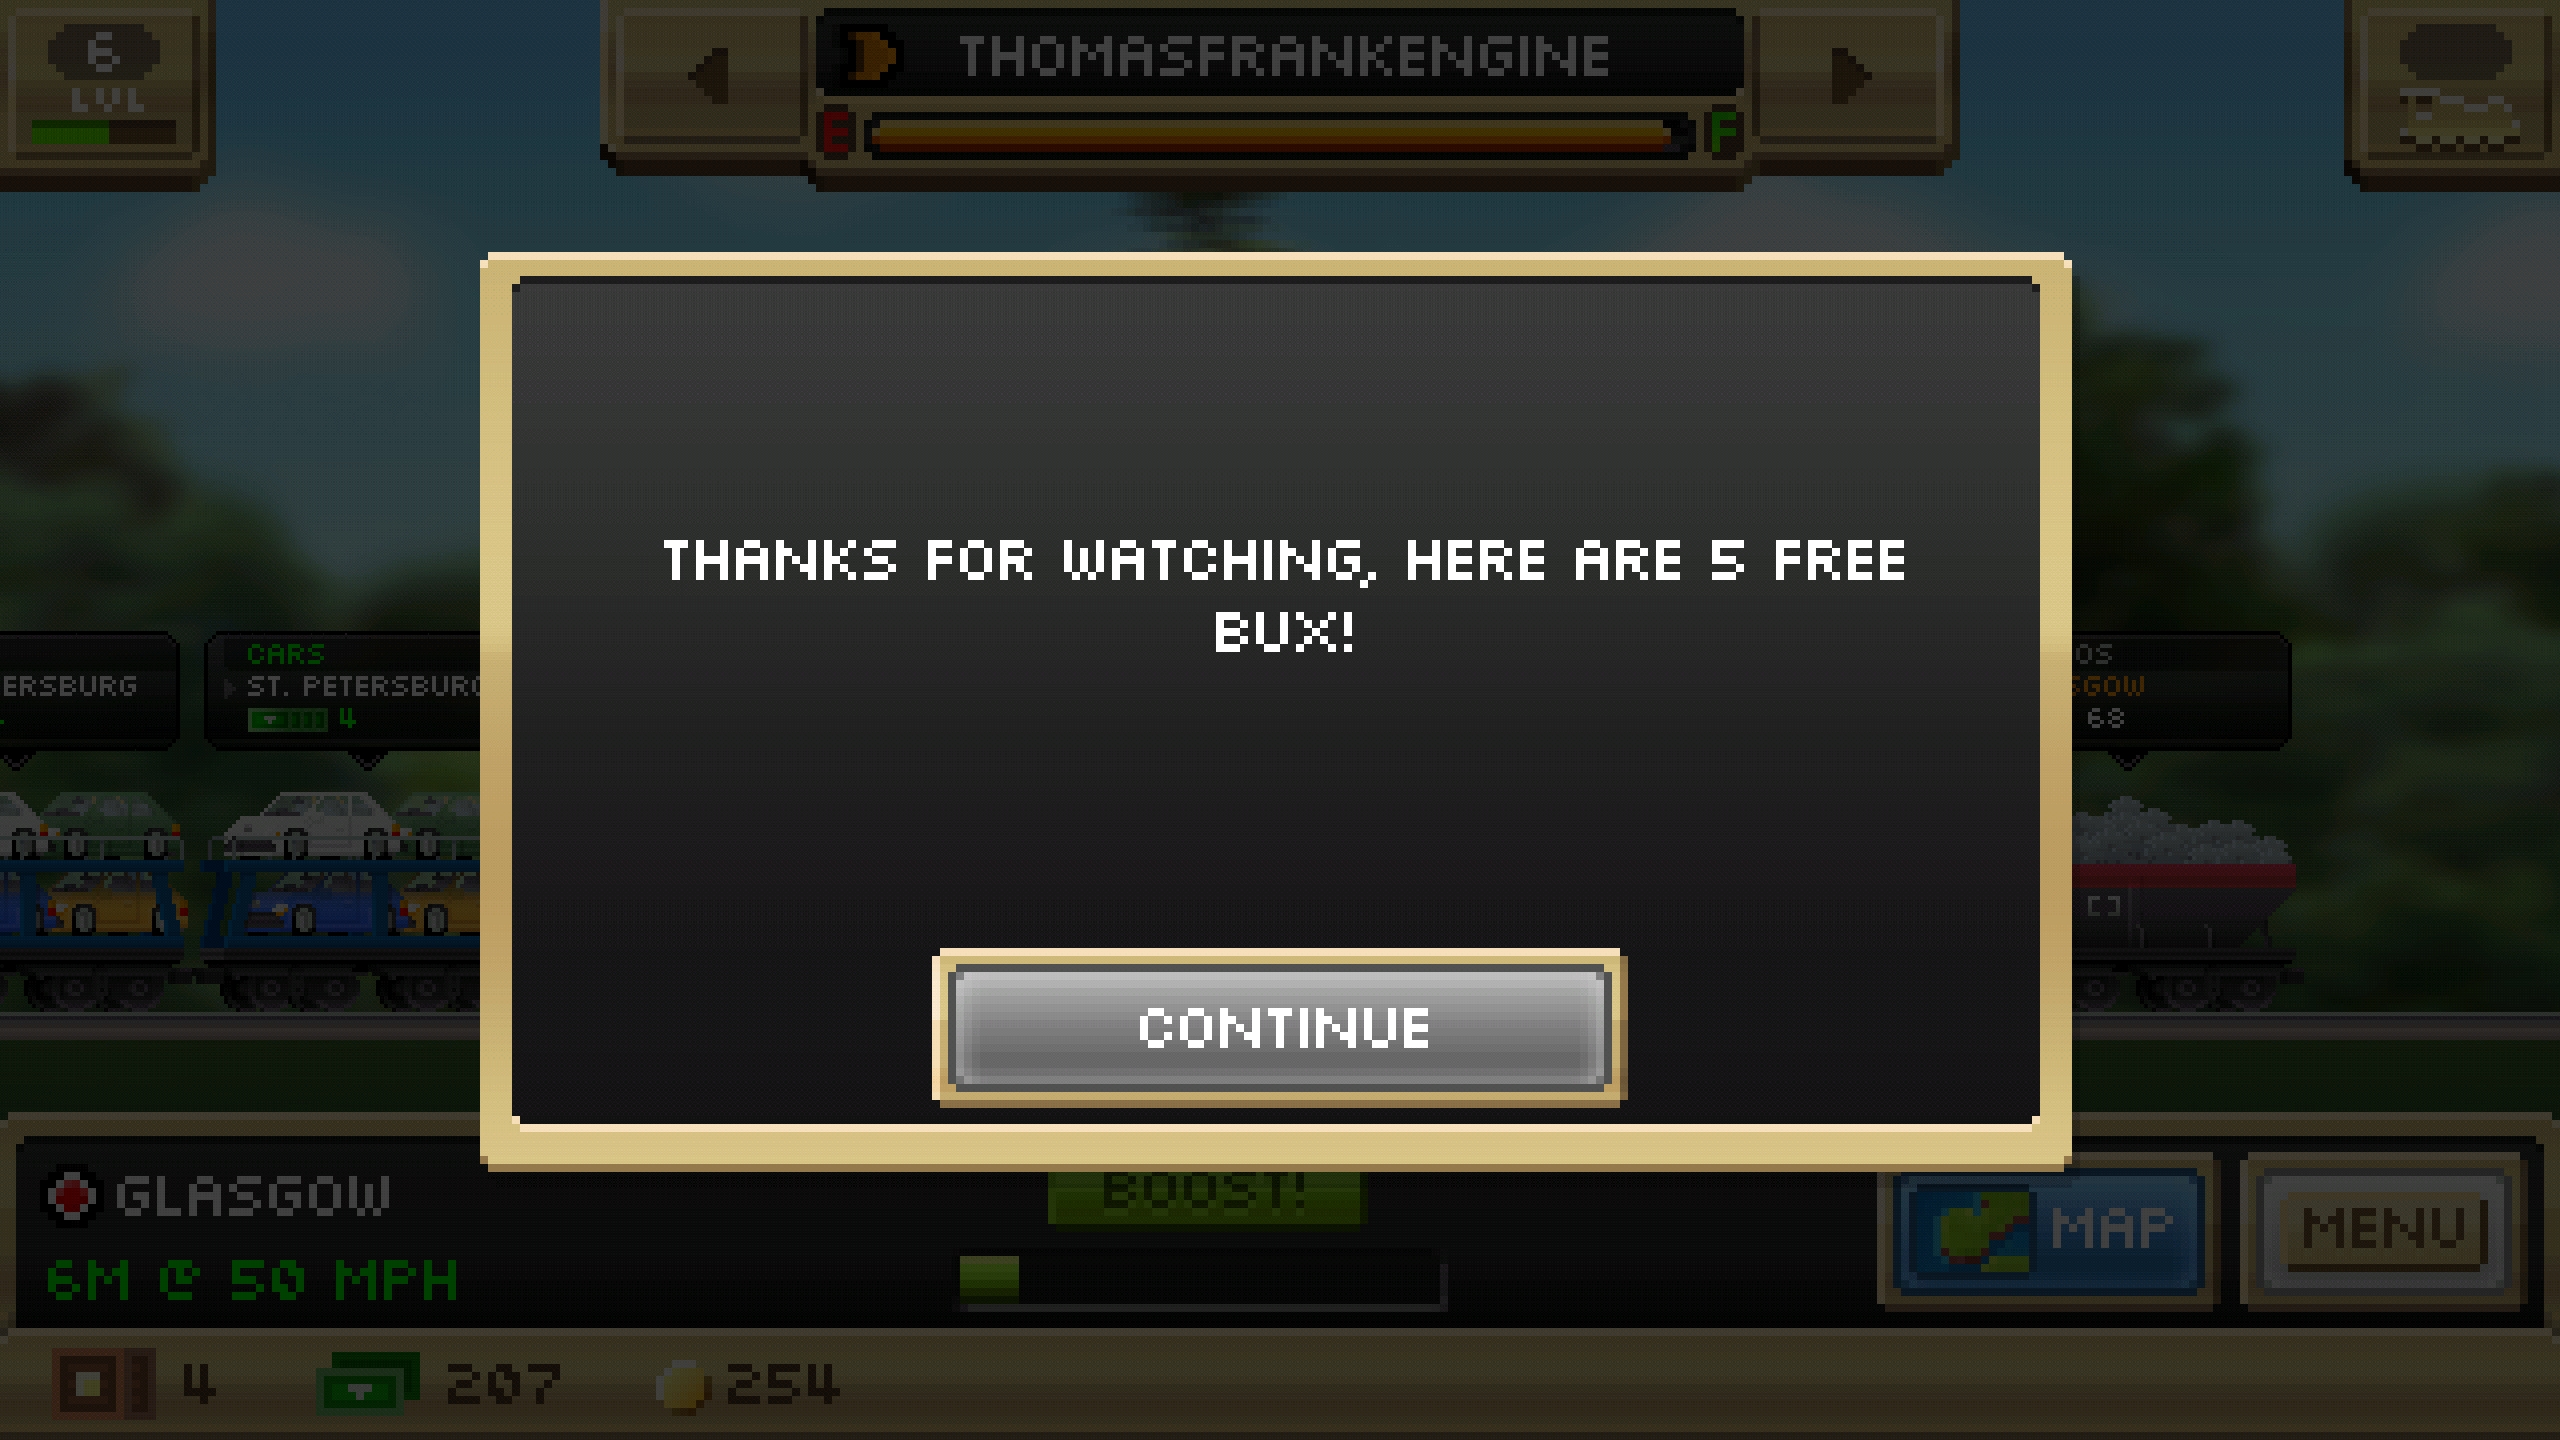 6
LVL
THOMASFRANKENGINE
E
F
THANKS FOR WATCHING, HERE ARE 5 FREE
BUX!
ERSBURG
CARS
ST. PETERSBURG
4
OS
SGOW
68
CONTINUE
GLASGOW
6M @ 50 MPH
BOOST!
MAP
MENU
4
207
254